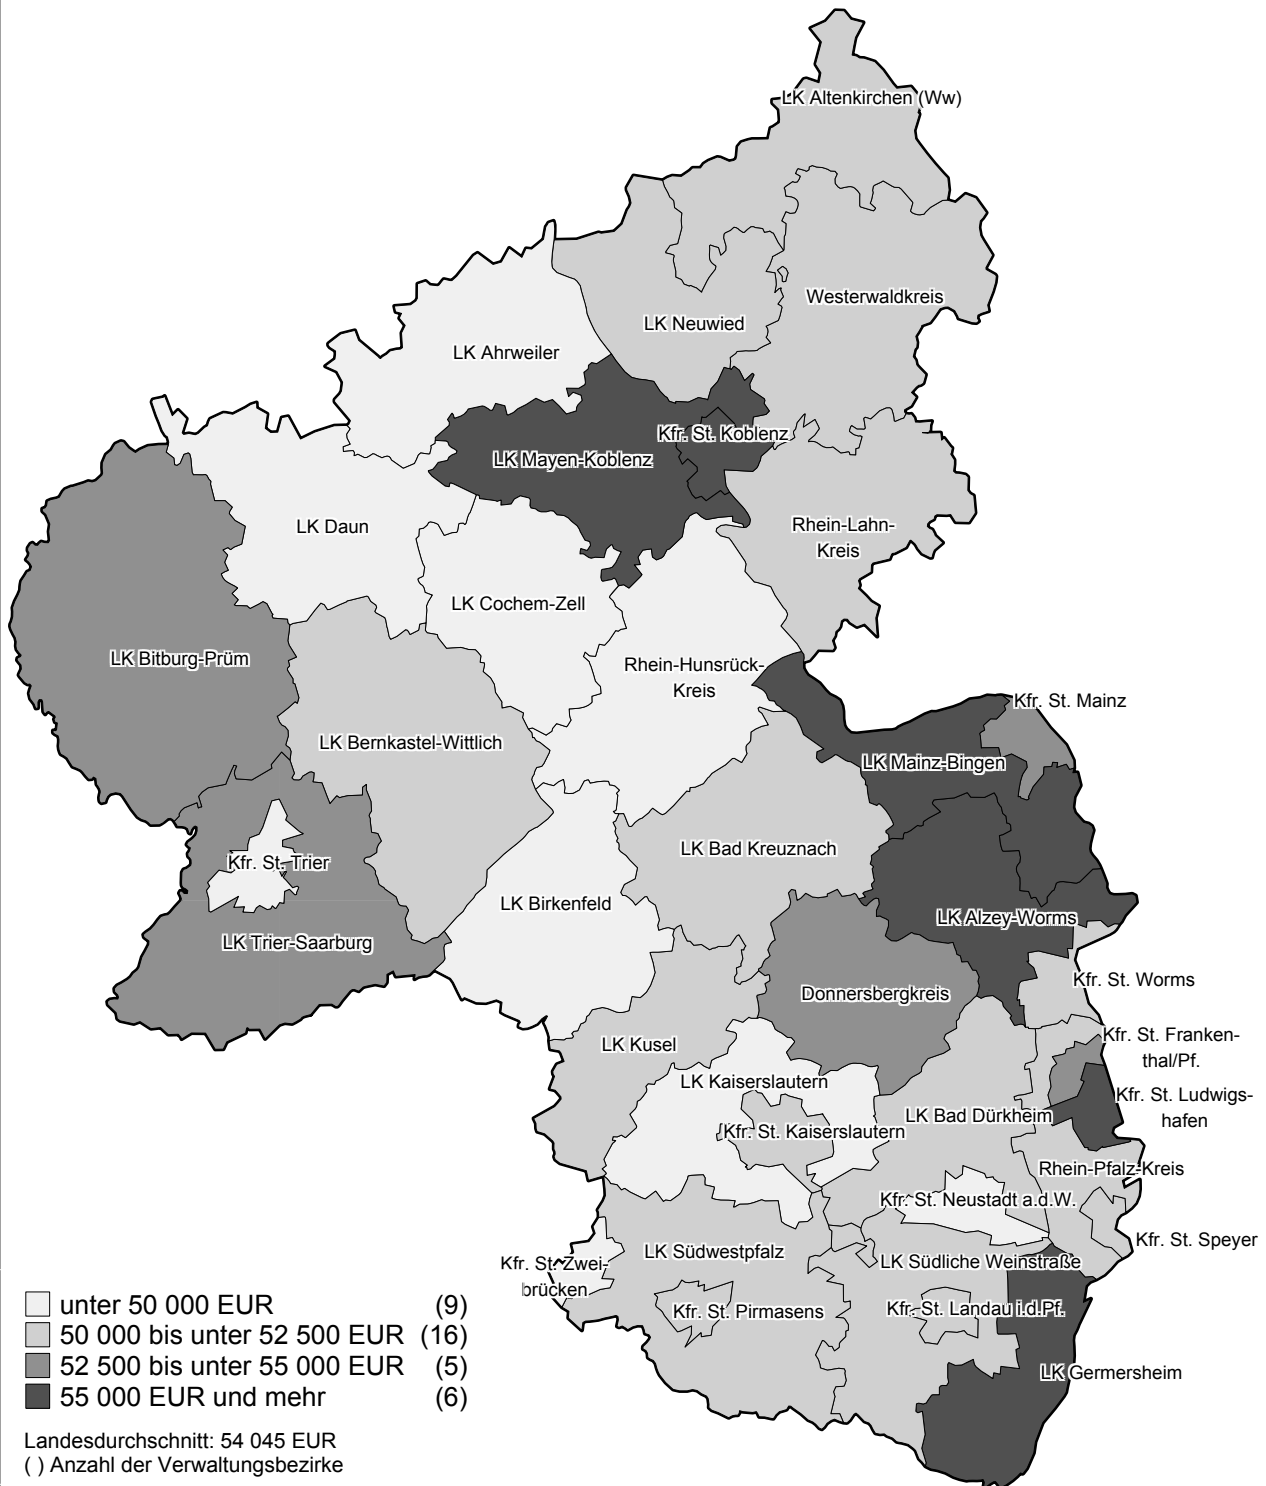 LK Altenkirchen (Ww)
Westerwaldkreis
LK Neuwied
LK Ahrweiler
Kfr. St. Koblenz
LK Mayen-Koblenz
LK Daun
Rhein-Lahn-
Kreis
LK Cochem-Zell
LK Bitburg-Prüm
Rhein-Hunsrück-
Kreis
Kfr. St. Mainz
LK Bernkastel-Wittlich
LK Mainz-Bingen
LK Bad Kreuznach
Kfr. St. Trier
LK Birkenfeld
LK Alzey-Worms
LK Trier-Saarburg
Kfr. St. Worms
Donnersbergkreis
Kfr. St. Franken-
thal/Pf.
LK Kusel
LK Kaiserslautern
Kfr. St. Ludwigs-
hafen
LK Bad Dürkheim
Kfr. St. Kaiserslautern
Rhein-Pfalz-Kreis
Kfr. St. Neustadt a.d.W.
Kfr. St. Speyer
LK Südwestpfalz
LK Südliche Weinstraße
Kfr. St. Zwei-
brücken
Kfr. St. Pirmasens
Kfr. St. Landau i.d.Pf.
LK Germersheim
unter 50 000 EUR (9)
50 000 bis unter 52 500 EUR (16)
52 500 bis unter 55 000 EUR (5)
55 000 EUR und mehr (6)
Landesdurchschnitt: 54 045 EUR
( ) Anzahl der Verwaltungsbezirke